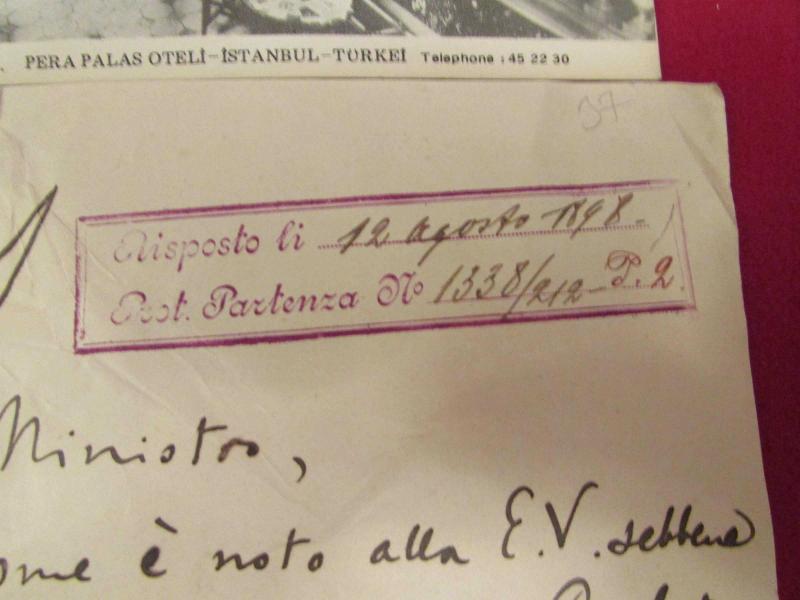 PERA PALAS OTELİ-İSTANBUL-TÜRKEİ Telephone : 45 22 30
37
Risposto li 12 agosto 1898.
Prot. Partenza No 1338/212 P. 2
Ministro,
ome è noto alla E.V. sebbene